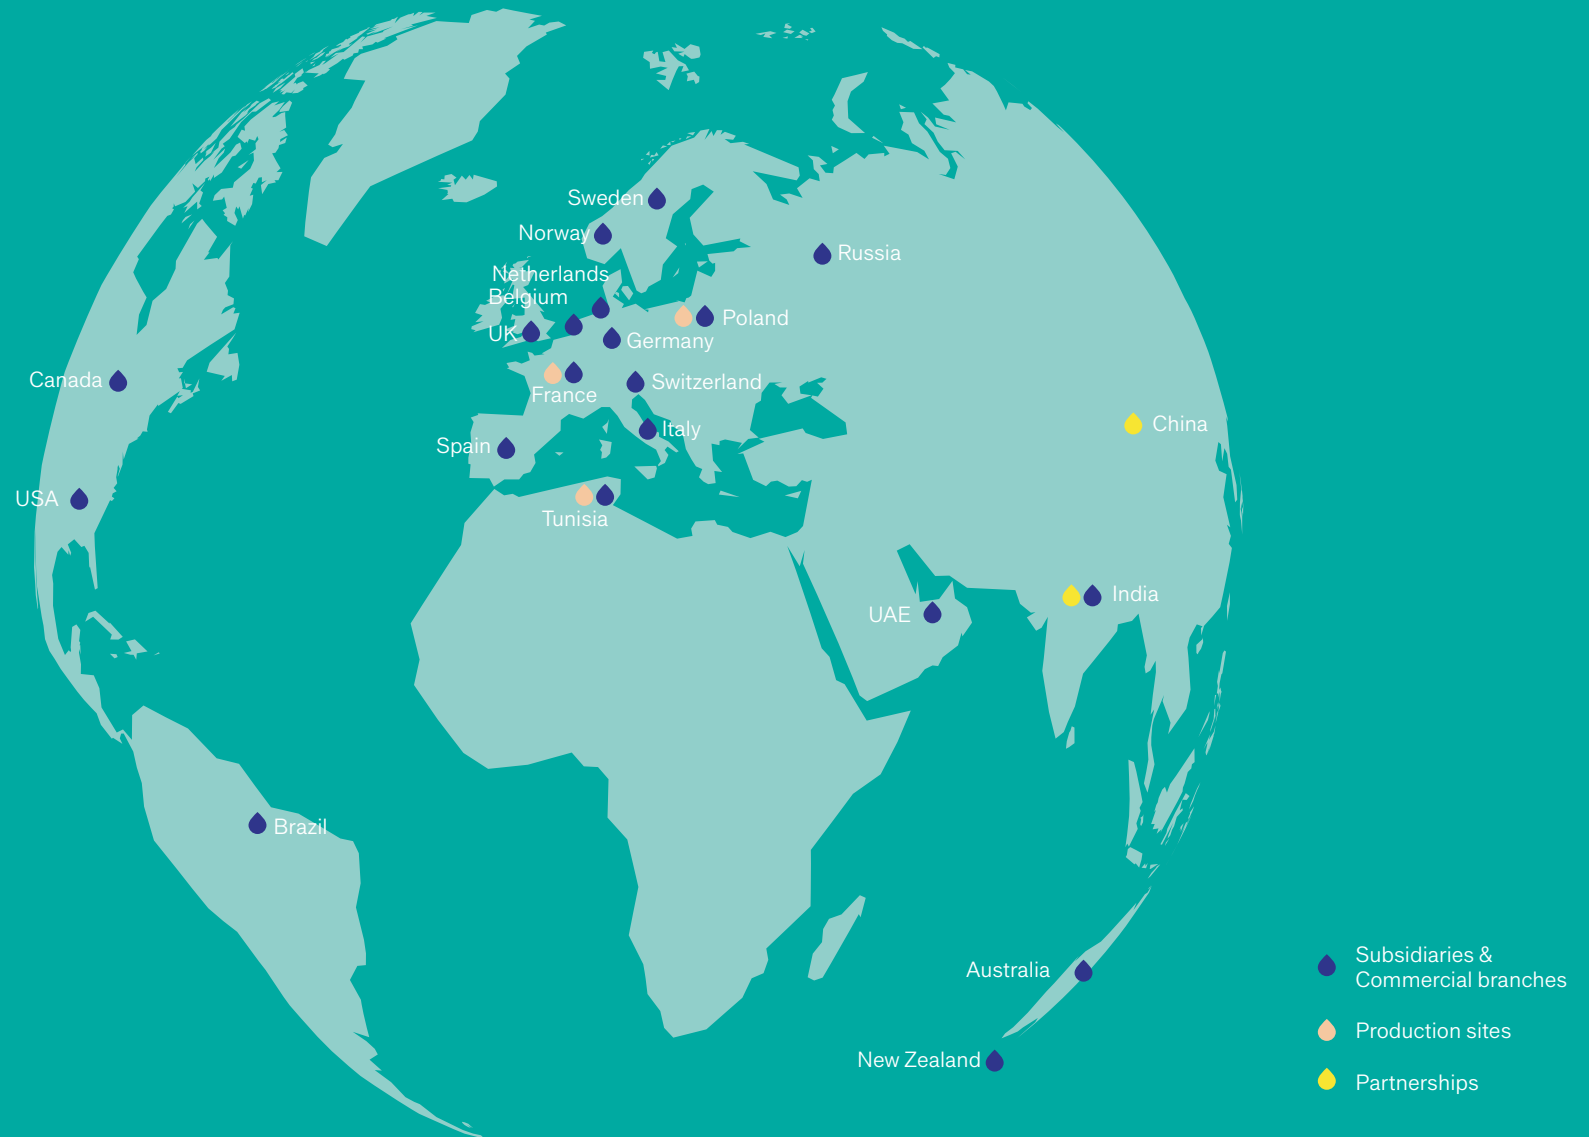 Sweden
Norway
Russia
Netherlands
Belgium
Poland
UK
Germany
Canada
Switzerland
France
China
Italy
Spain
USA
Tunisia
India
UAE
Brazil
Subsidiaries &
Commercial branches
Australia
Production sites
New Zealand
Partnerships